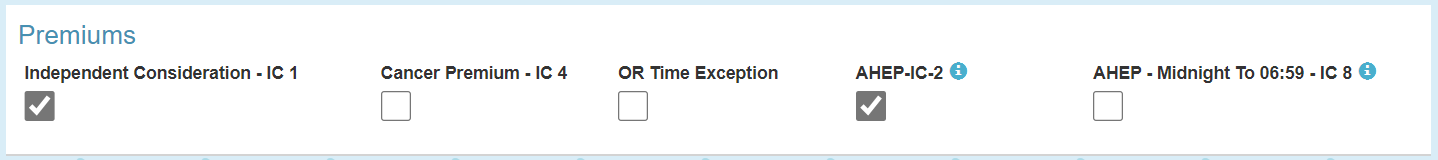 Premiums
Independent Consideration - IC 1
Cancer Premium - IC 4
OR Time Exception
AHEP-IC-2
AHEP - Midnight To 06:59 - IC 8